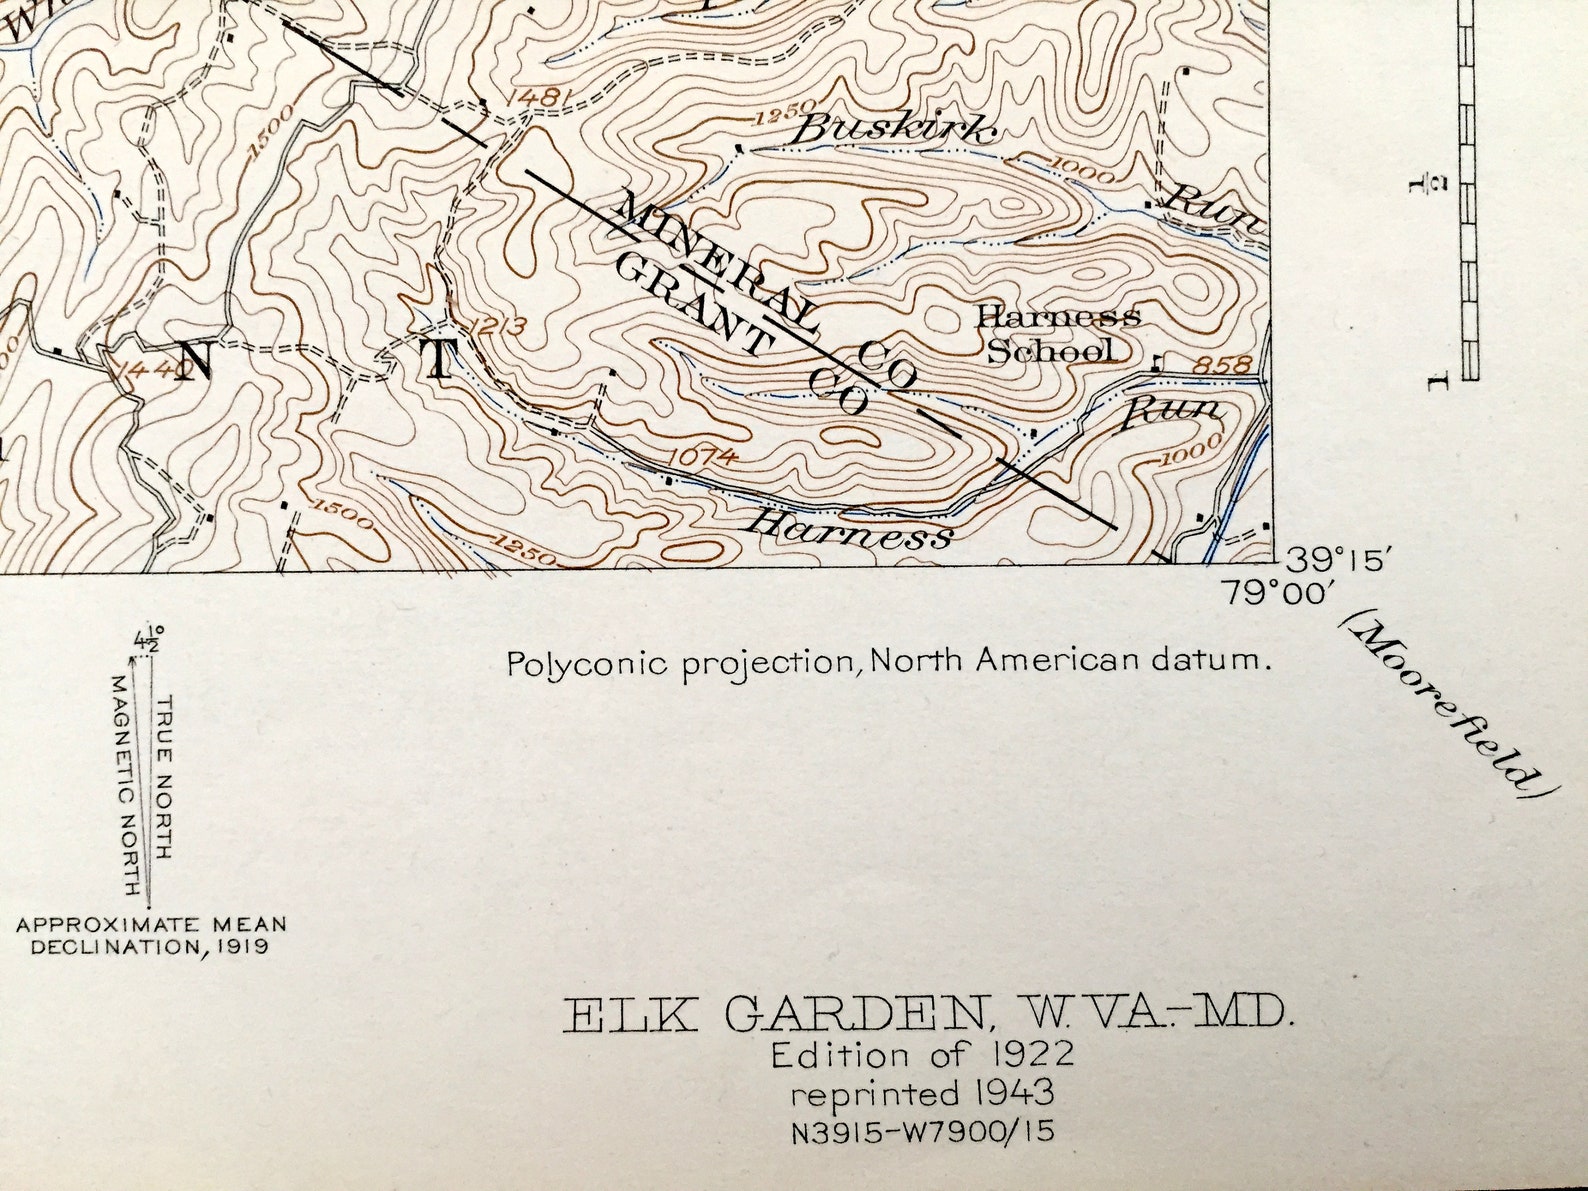 1500
1481
1250
Buskirk
1000
Run
1/2
MINERAL CO
GRANT CO
1213
Harness
School
858
1
1440
N
T
Run
1000
1074
1500
1250
Harness
39°15'
79°00'
(Moorefield)
4 1/2°
TRUE NORTH
MAGNETIC NORTH
APPROXIMATE MEAN
DECLINATION, 1919
Polyconic projection, North American datum.
ELK GARDEN, W. VA.-MD.
Edition of 1922
reprinted 1943
N3915-W7900/15